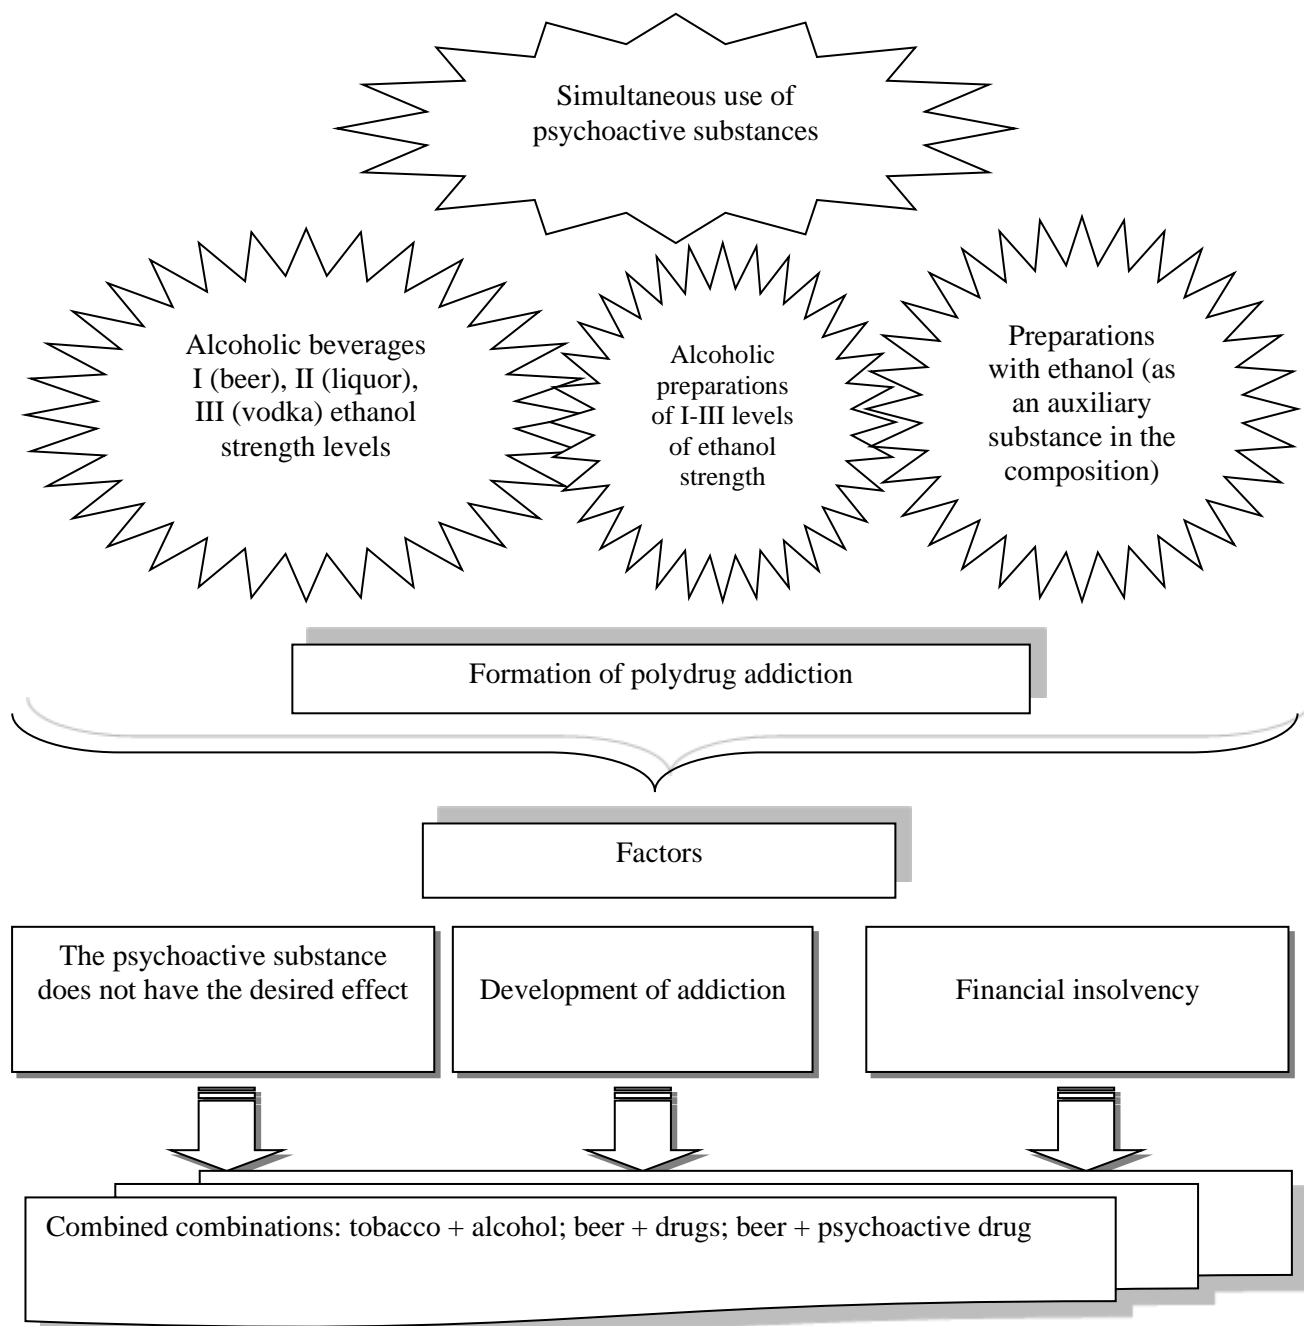 Simultaneous use of
psychoactive substances
Alcoholic beverages
I (beer), II (liquor),
III (vodka) ethanol
strength levels
Alcoholic
preparations
of I-III levels
of ethanol
strength
Preparations
with ethanol (as
an auxiliary
substance in the
composition)
Formation of polydrug addiction
Factors
The psychoactive substance
does not have the desired effect
Development of addiction
Financial insolvency
Combined combinations: tobacco + alcohol; beer + drugs; beer + psychoactive drug